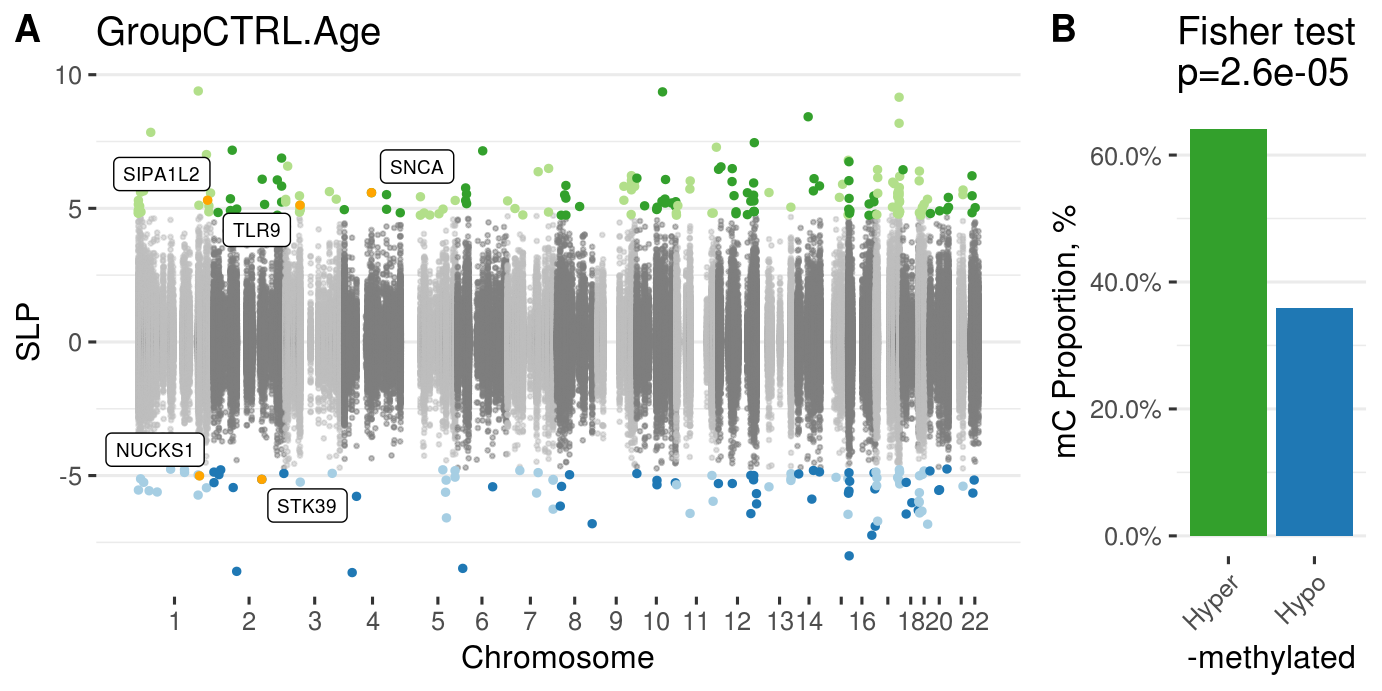 A
GroupCTRL.Age
10
5
0
-5
SLP
SIPA1L2
SNCA
TLR9
NUCKS1
STK39
1 2 3 4 5 6 7 8 9 10 11 12 13 14 16 18 20 22
Chromosome
B
Fisher test
p=2.6e-05
60.0%
40.0%
20.0%
0.0%
mC Proportion, %
Hyper
Hypo
-methylated